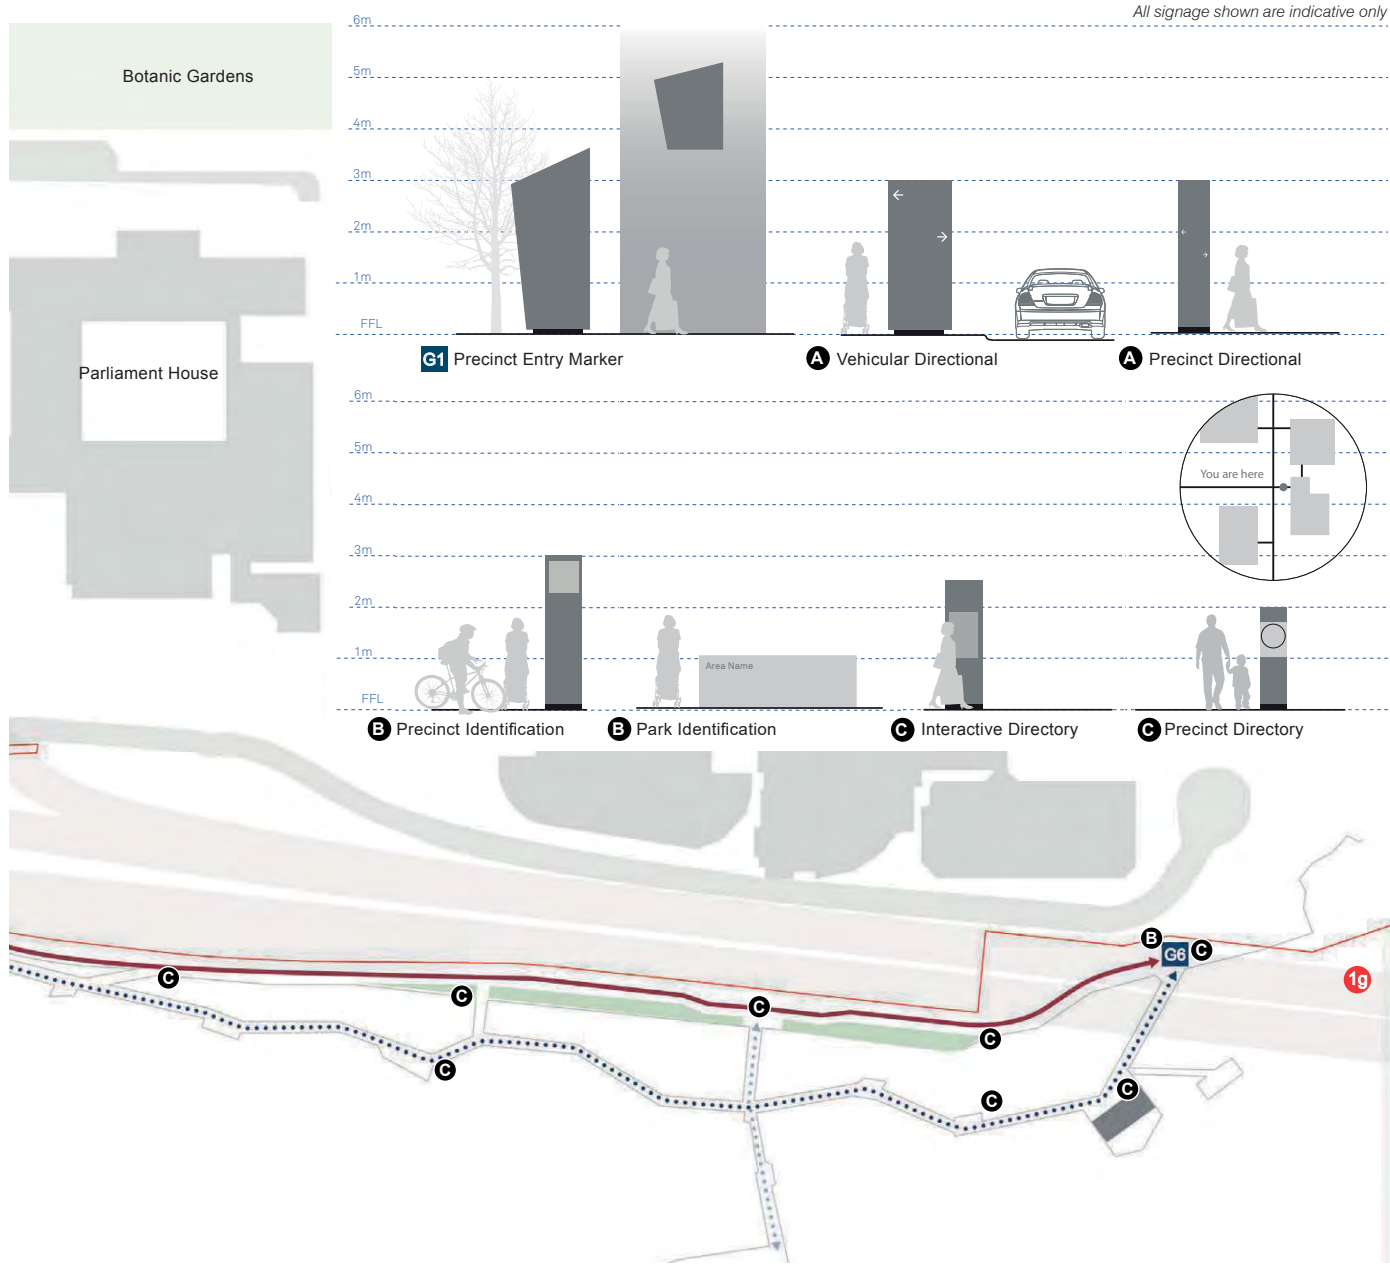 All signage shown are indicative only
Botanic Gardens
6m
5m
4m
3m
2m
1m
FFL
G1 Precinct Entry Marker
A Vehicular Directional
A Precinct Directional
Parliament House
6m
5m
4m
3m
2m
1m
FFL
You are here
Area Name
B Precinct Identification
B Park Identification
C Interactive Directory
C Precinct Directory
B
G6
C
1g
C
C
C
C
C
C
C